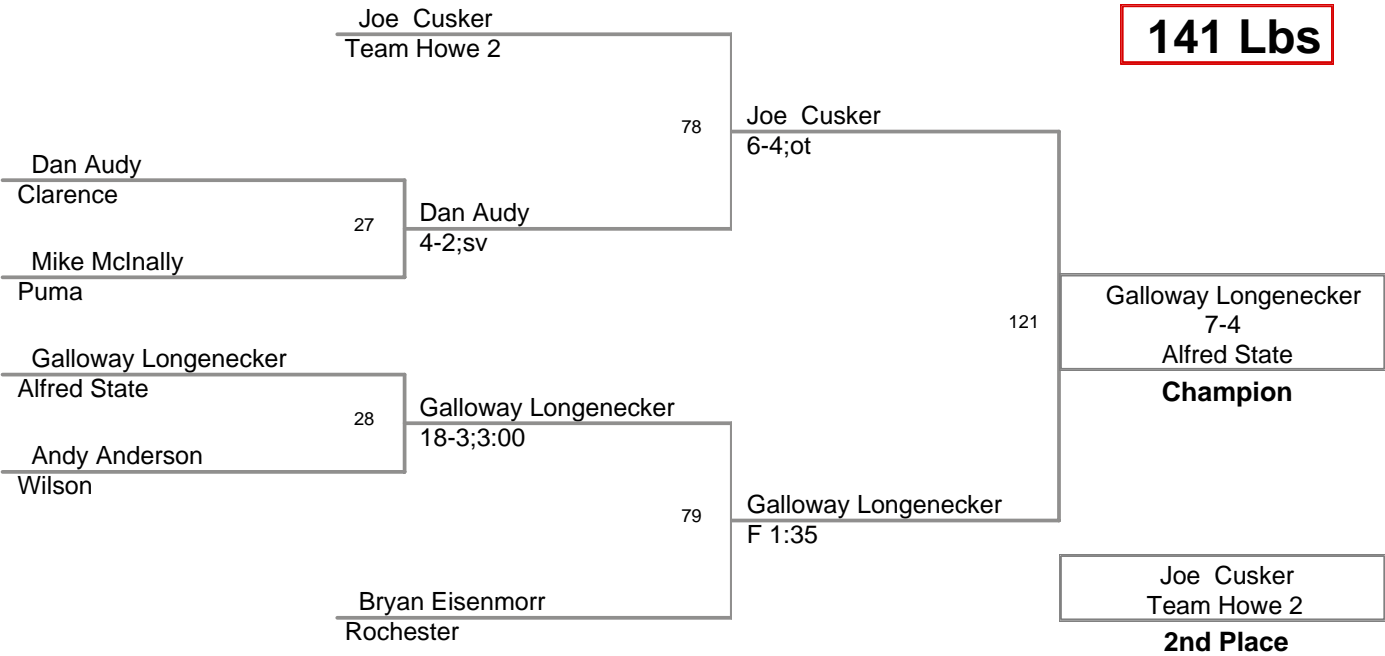 Joe Cusker
Team Howe 2
141 Lbs
78
Joe Cusker
6-4;ot
Dan Audy
Clarence
27
Dan Audy
4-2;sv
Mike McInally
Puma
121
Galloway Longenecker
7-4
Alfred State
Champion
Galloway Longenecker
Alfred State
28
Galloway Longenecker
18-3;3:00
Andy Anderson
Wilson
79
Galloway Longenecker
F 1:35
Bryan Eisenmorr
Rochester
Joe Cusker
Team Howe 2
2nd Place